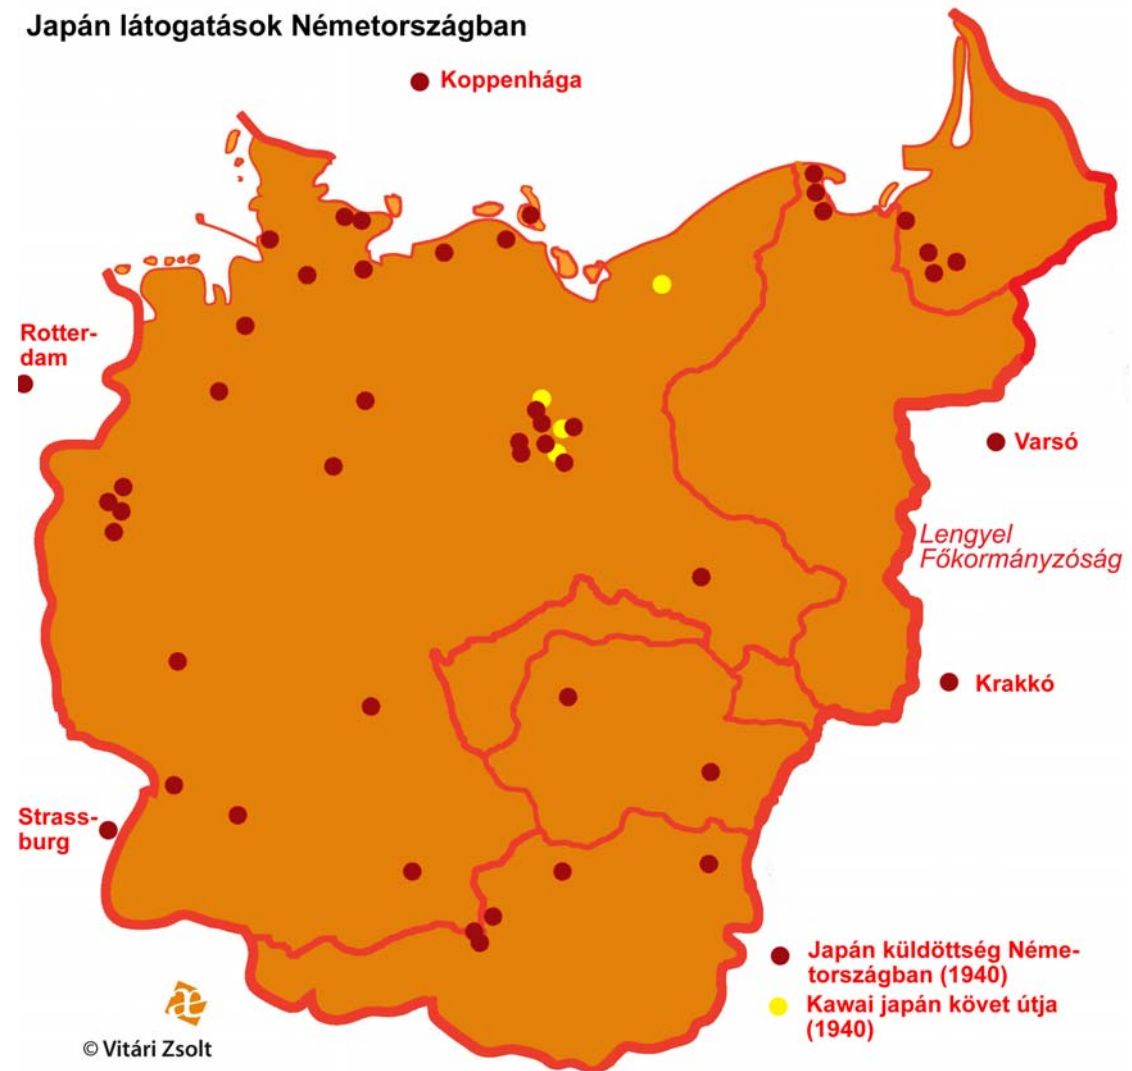 Japán látogatások Németországban
Koppenhága
Rotter-
dam
Varsó
Lengyel
Főkormányzóság
Krakkó
Strass-
burg
Japán küldöttség Néme-
tországban (1940)
Kawai japán követ útja
(1940)
æ
© Vitári Zsolt